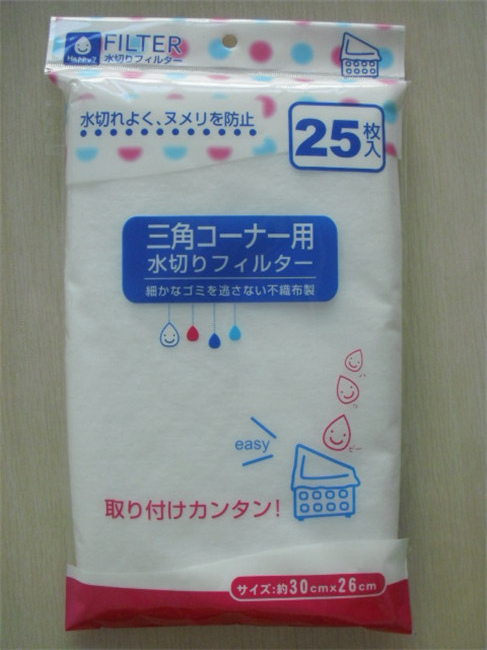 FILTER
水切りフィルター
水切れよく、ヌメリを防止
25枚入
三角コーナー用
水切りフィルター
細かなゴミを逃さない不織布製
easy
取り付けカンタン!
サイズ:約30cm×26cm